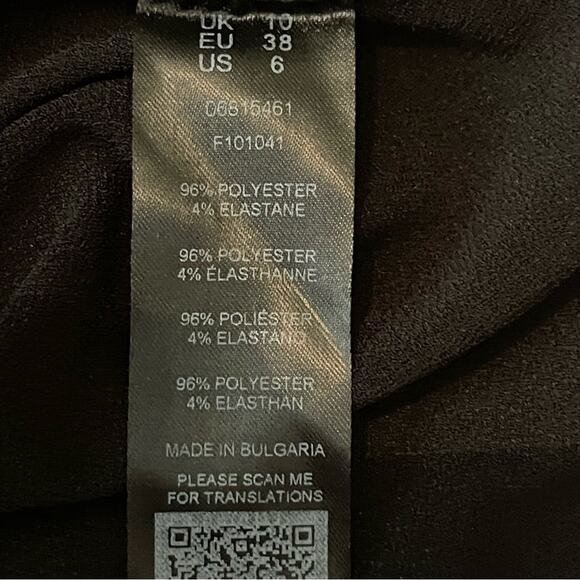 UK 10
EU 38
US 6
06815461
F101041
96% POLYESTER
4% ELASTANE
96% POLYESTER
4% ÉLASTHANNE
96% POLIÉSTER
4% ELASTANO
96% POLYESTER
4% ELASTHAN
MADE IN BULGARIA
PLEASE SCAN ME
FOR TRANSLATIONS